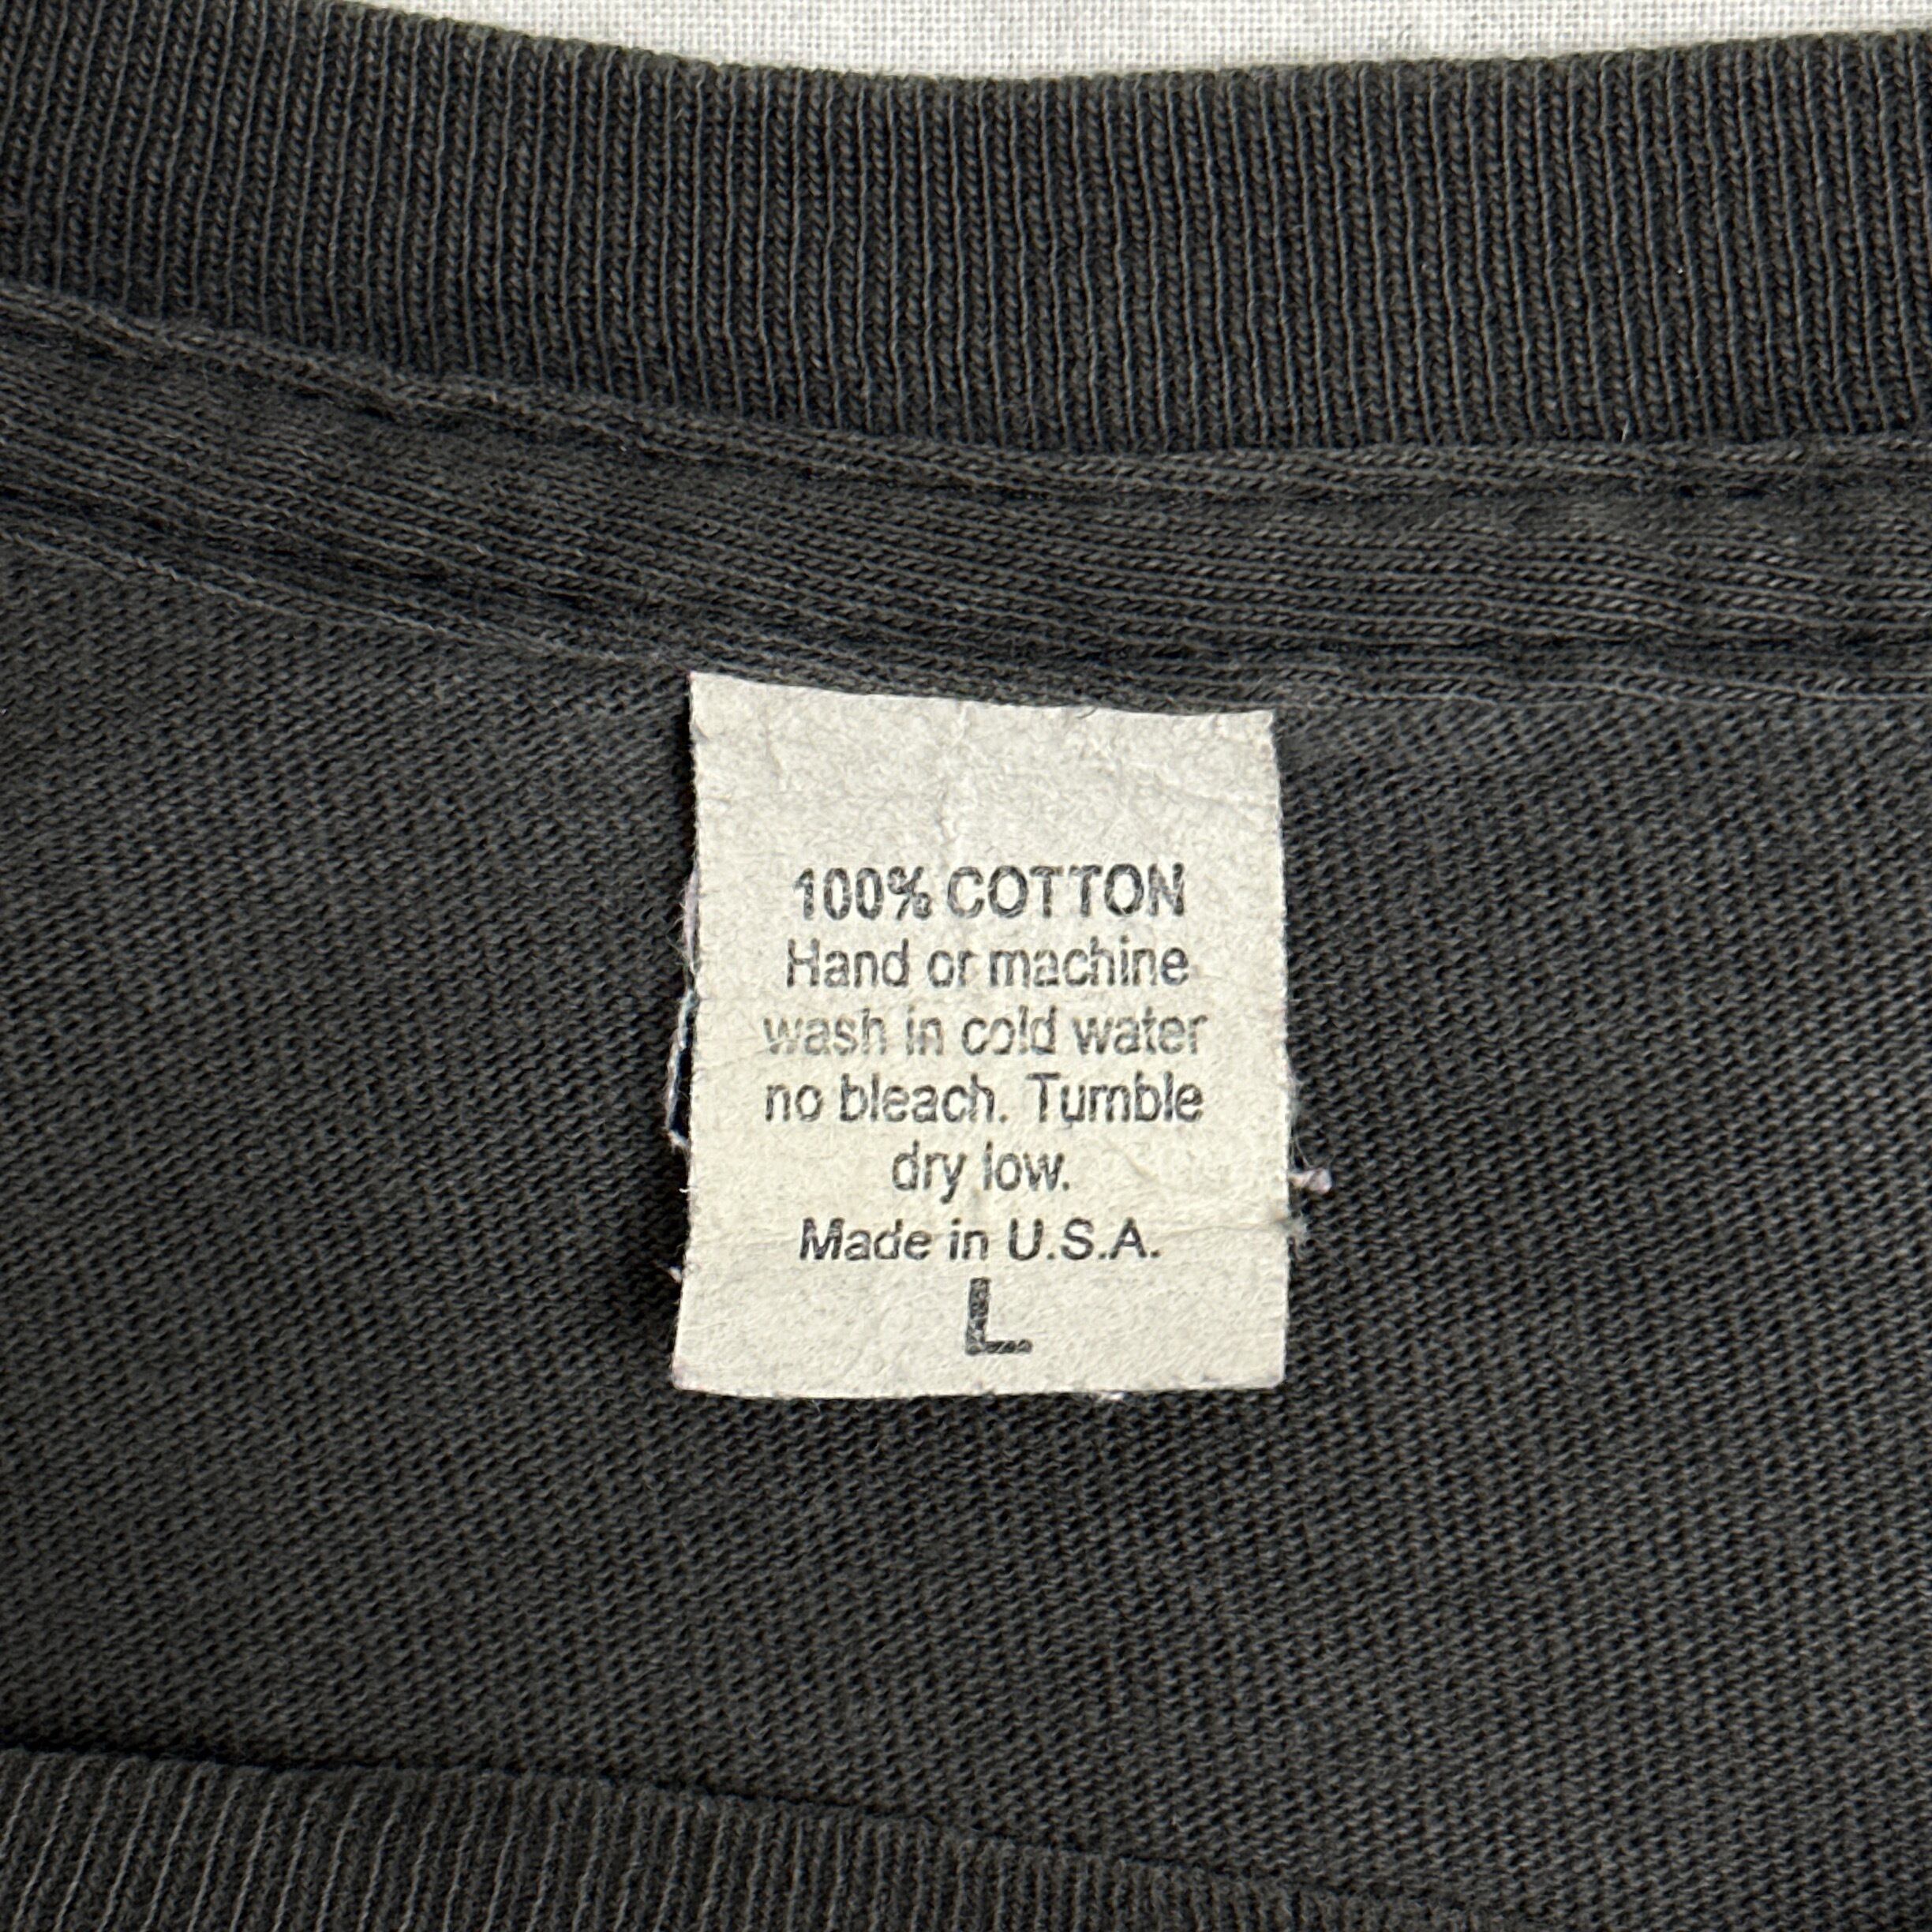 100% COTTON
Hand or machine
wash in cold water
no bleach. Tumble
dry low.
Made in U.S.A.
L